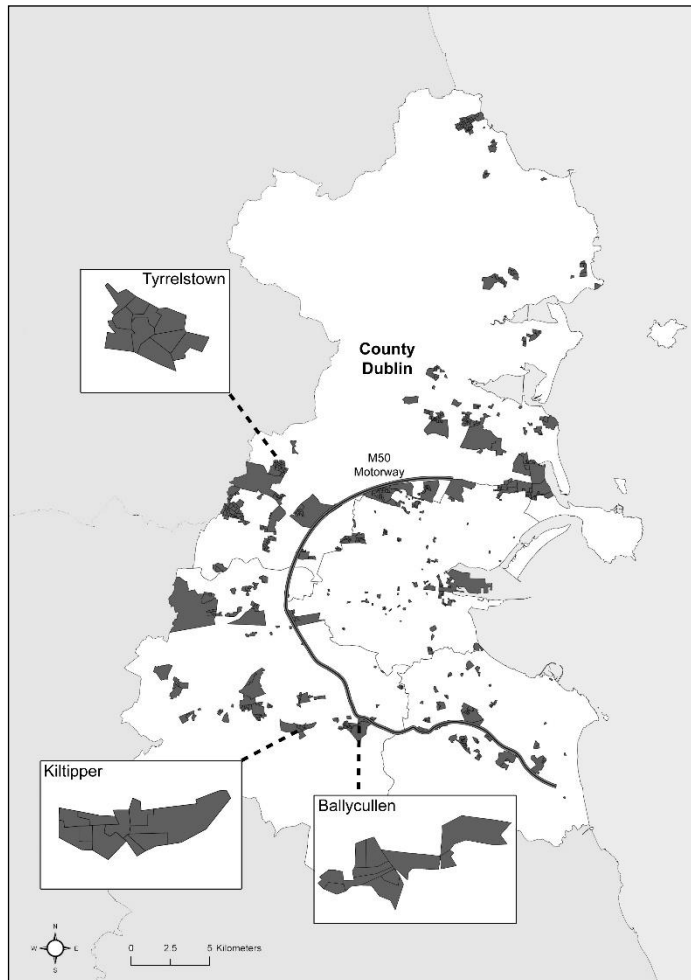 Tyrrelstown
County
Dublin
M50
Motorway
Kiltipper
Ballycullen
N
W E
S
0 2.5 5 Kilometers